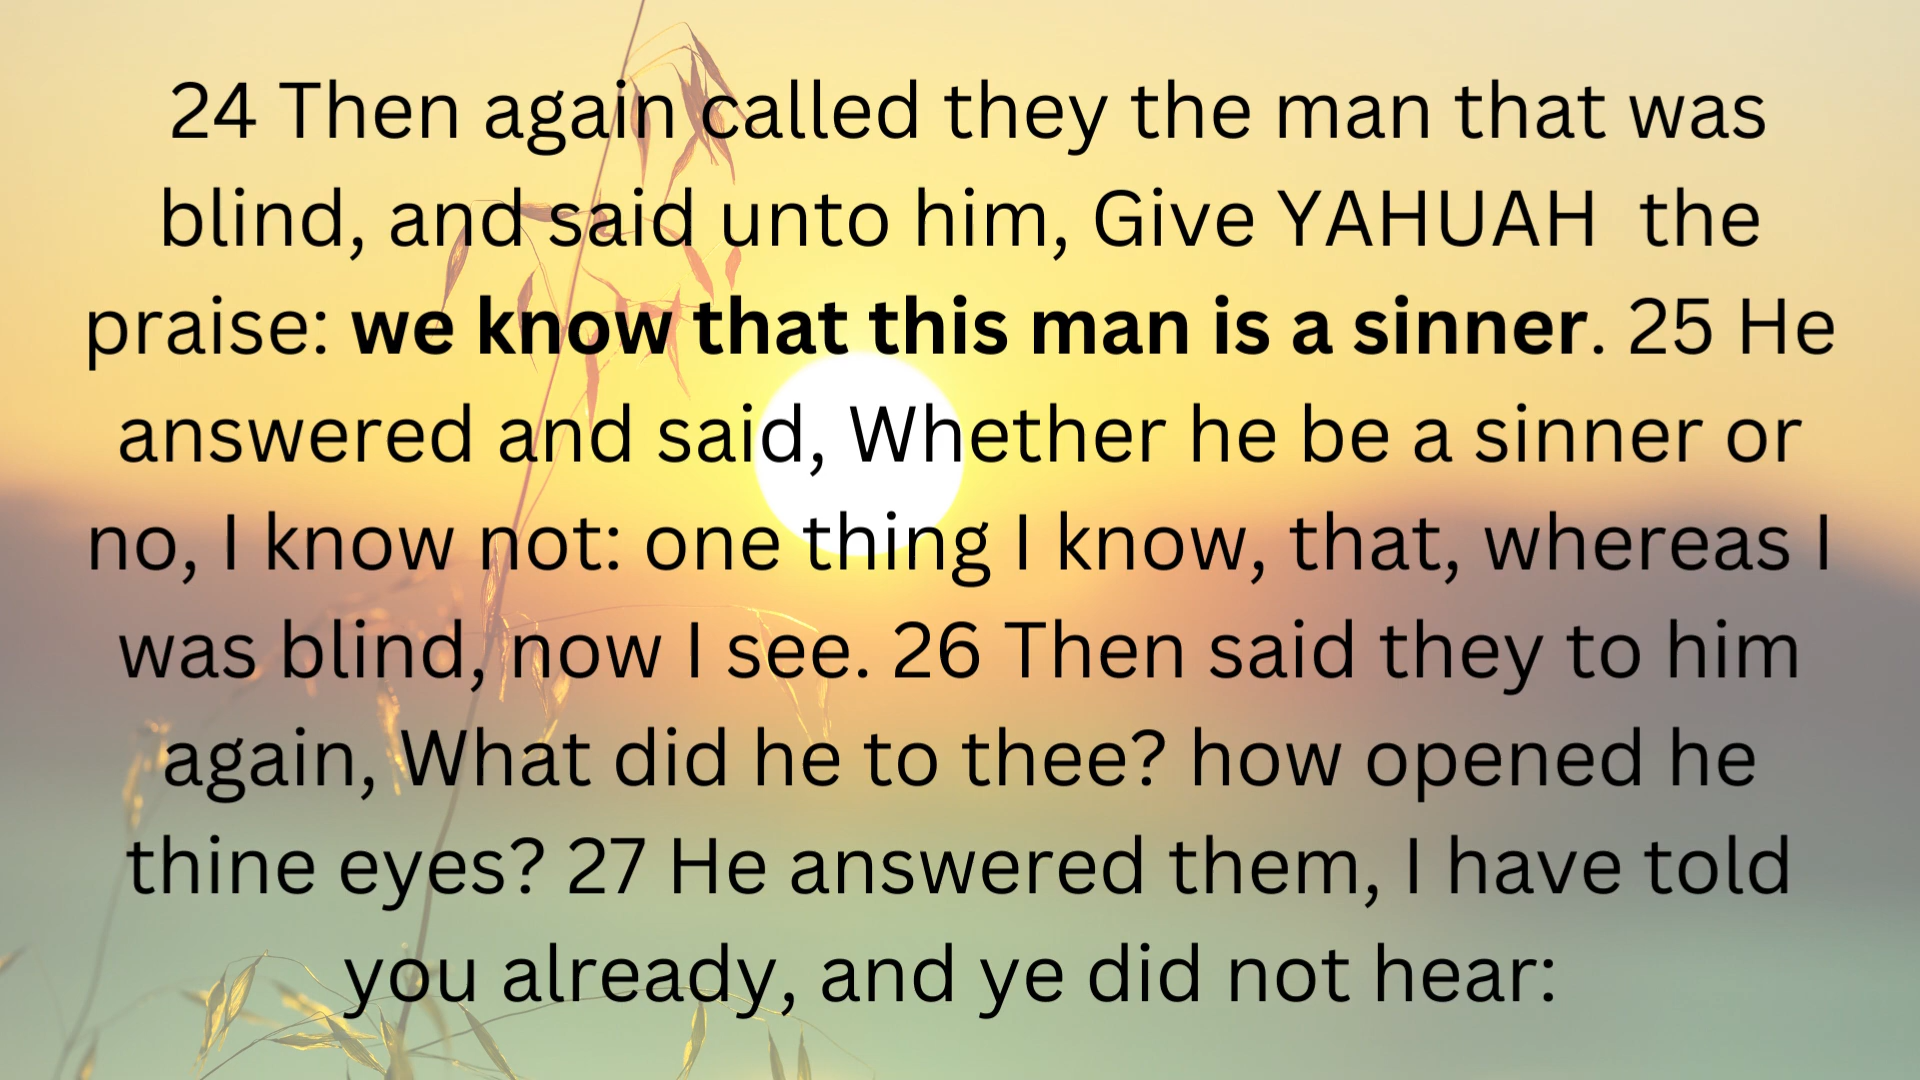 24 Then again called they the man that was
blind, and said unto him, Give YAHUAH  the
praise: we know that this man is a sinner. 25 He
answered and said, Whether he be a sinner or
no, I know not: one thing I know, that, whereas I
was blind, now I see. 26 Then said they to him
again, What did he to thee? how opened he
thine eyes? 27 He answered them, I have told
you already, and ye did not hear: